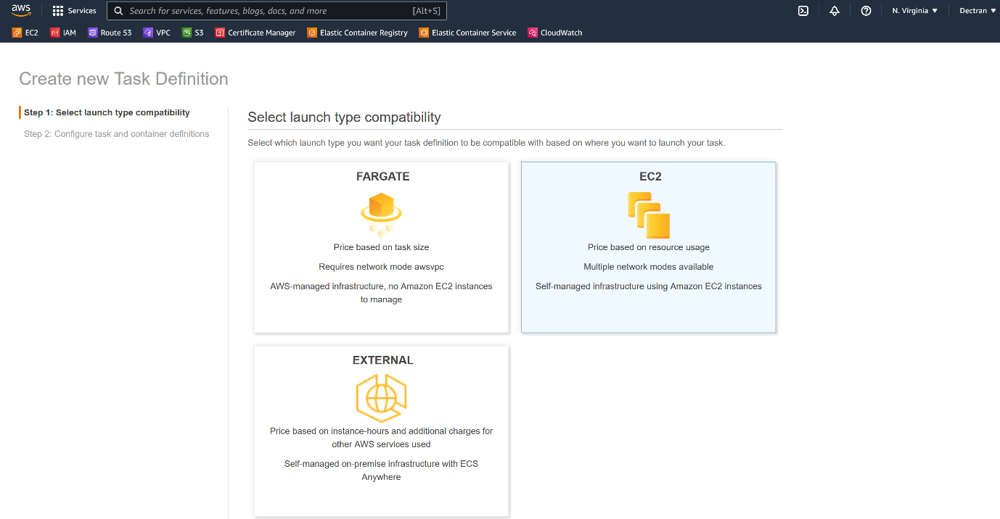 aws
Services
Search for services, features, blogs, docs, and more
[Alt+S]
N. Virginia ▼
Dectran ▼
EC2
IAM
Route 53
VPC
S3
Certificate Manager
Elastic Container Registry
Elastic Container Service
CloudWatch
Create new Task Definition
Step 1: Select launch type compatibility
Step 2: Configure task and container definitions
Select launch type compatibility
Select which launch type you want your task definition to be compatible with based on where you want to launch your task.
FARGATE
Price based on task size
Requires network mode awsvpc
AWS-managed infrastructure, no Amazon EC2 instances
to manage
EC2
Price based on resource usage
Multiple network modes available
Self-managed infrastructure using Amazon EC2 instances
EXTERNAL
Price based on instance-hours and additional charges for
other AWS services used
Self-managed on-premise infrastructure with ECS
Anywhere